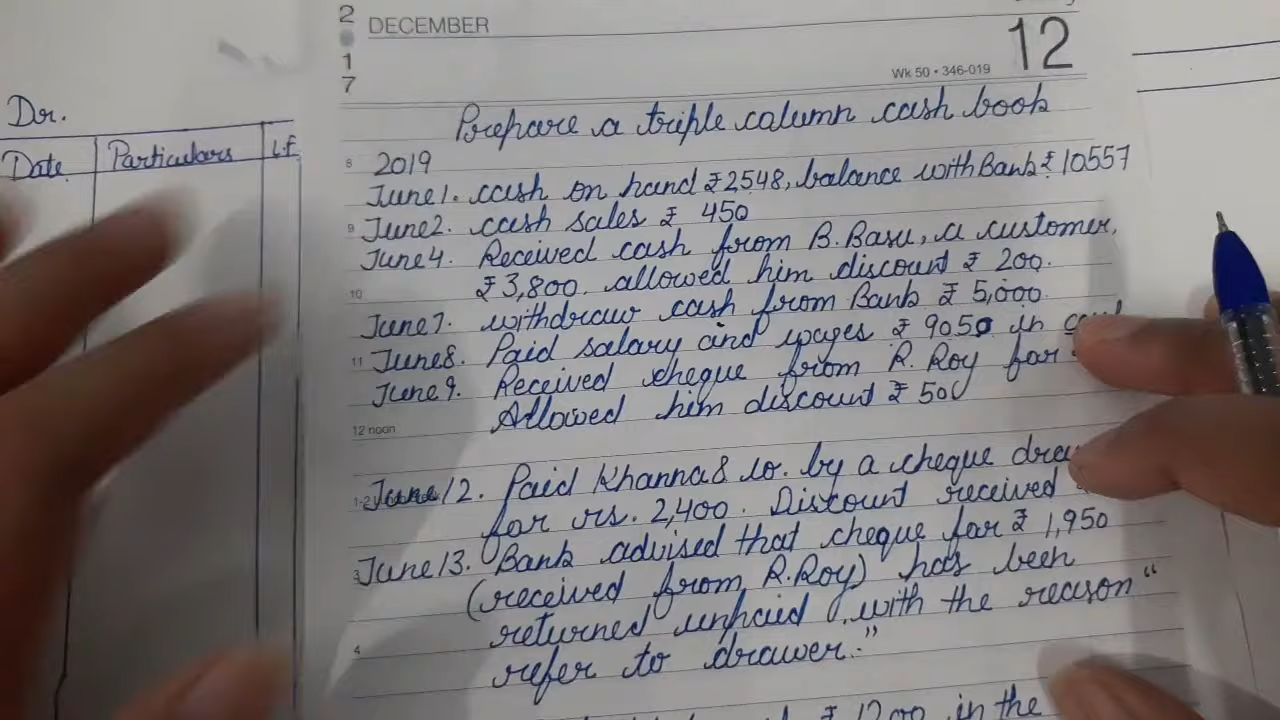 2017
DECEMBER
12
Wk 50 • 346-019
Dr.
Date Particulars L.f.
Prepare a triple column cash book
8 2019
June 1. cash on hand ₹2548, balance with Bank ₹ 10557
9 June 2. cash sales ₹ 450
June 4. Received cash from B. Basu, a customer,
10 ₹3,800. allowed him discount ₹ 200.
June 7. withdraw cash from Bank ₹ 5,000.
11 June 8. Paid salary and wages ₹ 9050 in
June 9. Received cheque from R. Roy for
12 noon Allowed him discount ₹ 50
1-2 June 12. Paid Khanna & Co. by a cheque
for rs. 2,400. Discount received
3 June 13. Bank advised that cheque for ₹ 1,950
(received from R. Roy) has been
returned unpaid, with the reason "
4 refer to drawer."
₹ 1200 in the